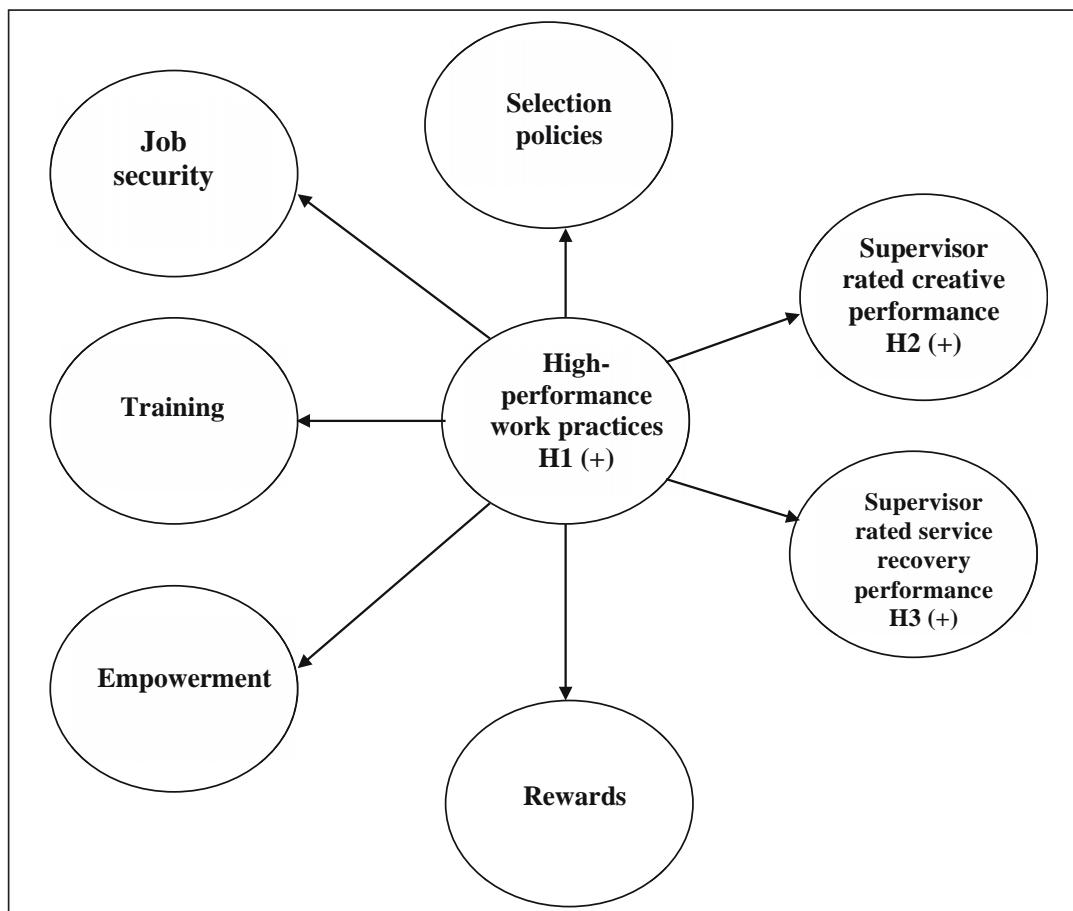 Selection
policies
Job
security
Supervisor
rated creative
performance
H2 (+)
High-
performance
work practices
H1 (+)
Training
Supervisor
rated service
recovery
performance
H3 (+)
Empowerment
Rewards